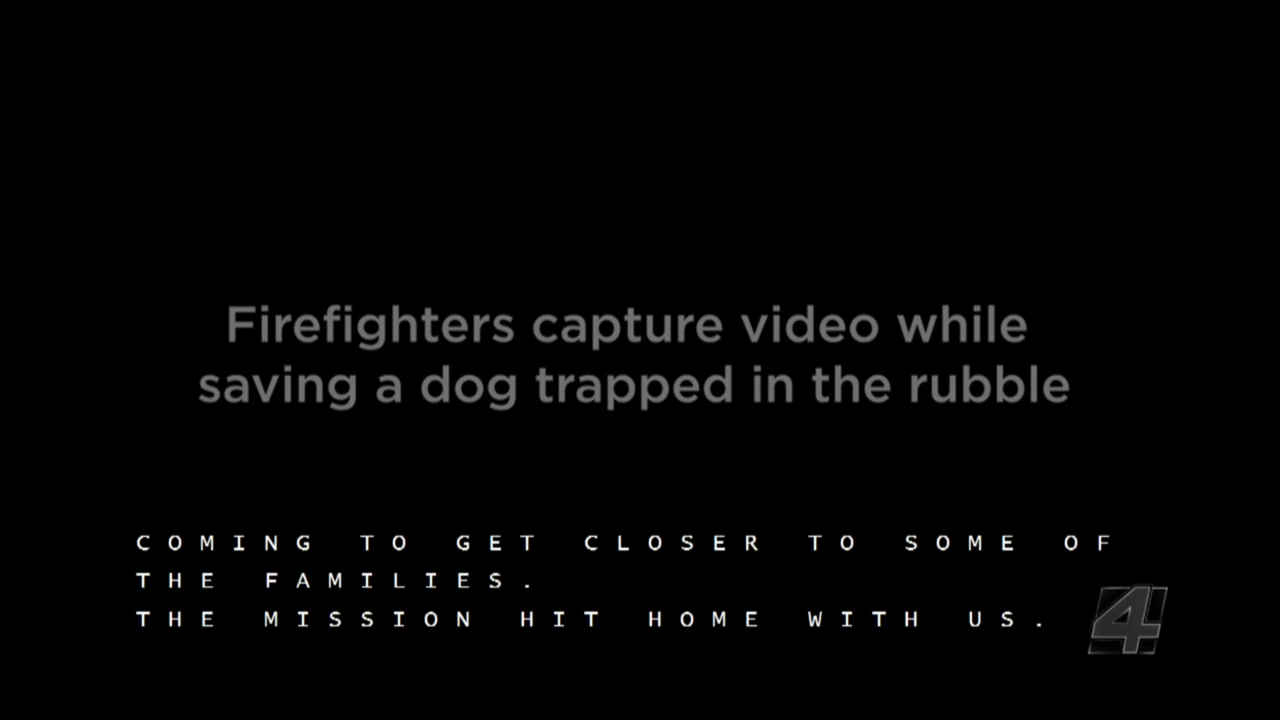 Firefighters capture video while
saving a dog trapped in the rubble
COMING TO GET CLOSER TO SOME OF
THE FAMILIES.
THE MISSION HIT HOME WITH US.
4